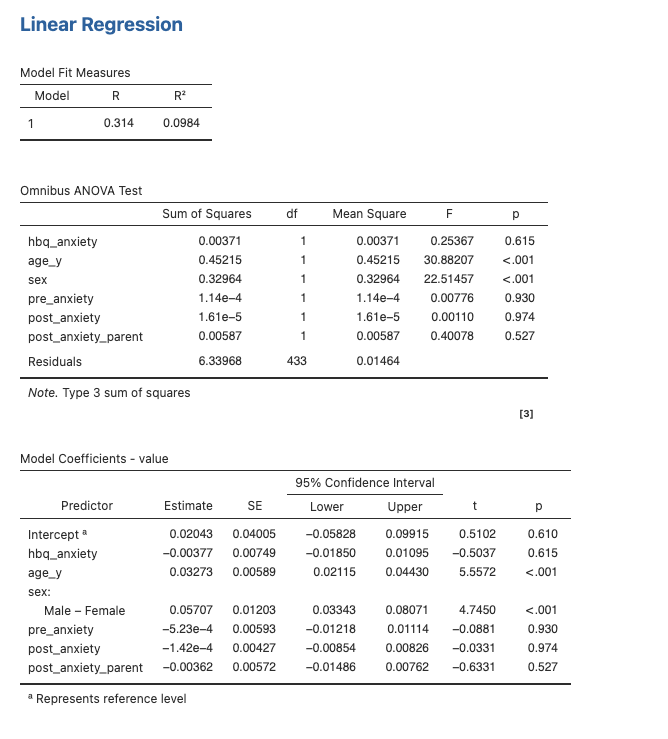 Linear Regression
Model Fit Measures
Model R R²
1 0.314 0.0984
Omnibus ANOVA Test
Sum of Squares df Mean Square F p
hbq_anxiety 0.00371 1 0.00371 0.25367 0.615
age_y 0.45215 1 0.45215 30.88207 <.001
sex 0.32964 1 0.32964 22.51457 <.001
pre_anxiety 1.14e−4 1 1.14e−4 0.00776 0.930
post_anxiety 1.61e−5 1 1.61e−5 0.00110 0.974
post_anxiety_parent 0.00587 1 0.00587 0.40078 0.527
Residuals 6.33968 433 0.01464
Note. Type 3 sum of squares
[3]
Model Coefficients - value
95% Confidence Interval
Predictor Estimate SE Lower Upper t p
Intercept ᵃ 0.02043 0.04005 −0.05828 0.09915 0.5102 0.610
hbq_anxiety −0.00377 0.00749 −0.01850 0.01095 −0.5037 0.615
age_y 0.03273 0.00589 0.02115 0.04430 5.5572 <.001
sex:
Male – Female 0.05707 0.01203 0.03343 0.08071 4.7450 <.001
pre_anxiety −5.23e−4 0.00593 −0.01218 0.01114 −0.0881 0.930
post_anxiety −1.42e−4 0.00427 −0.00854 0.00826 −0.0331 0.974
post_anxiety_parent −0.00362 0.00572 −0.01486 0.00762 −0.6331 0.527
ᵃ Represents reference level